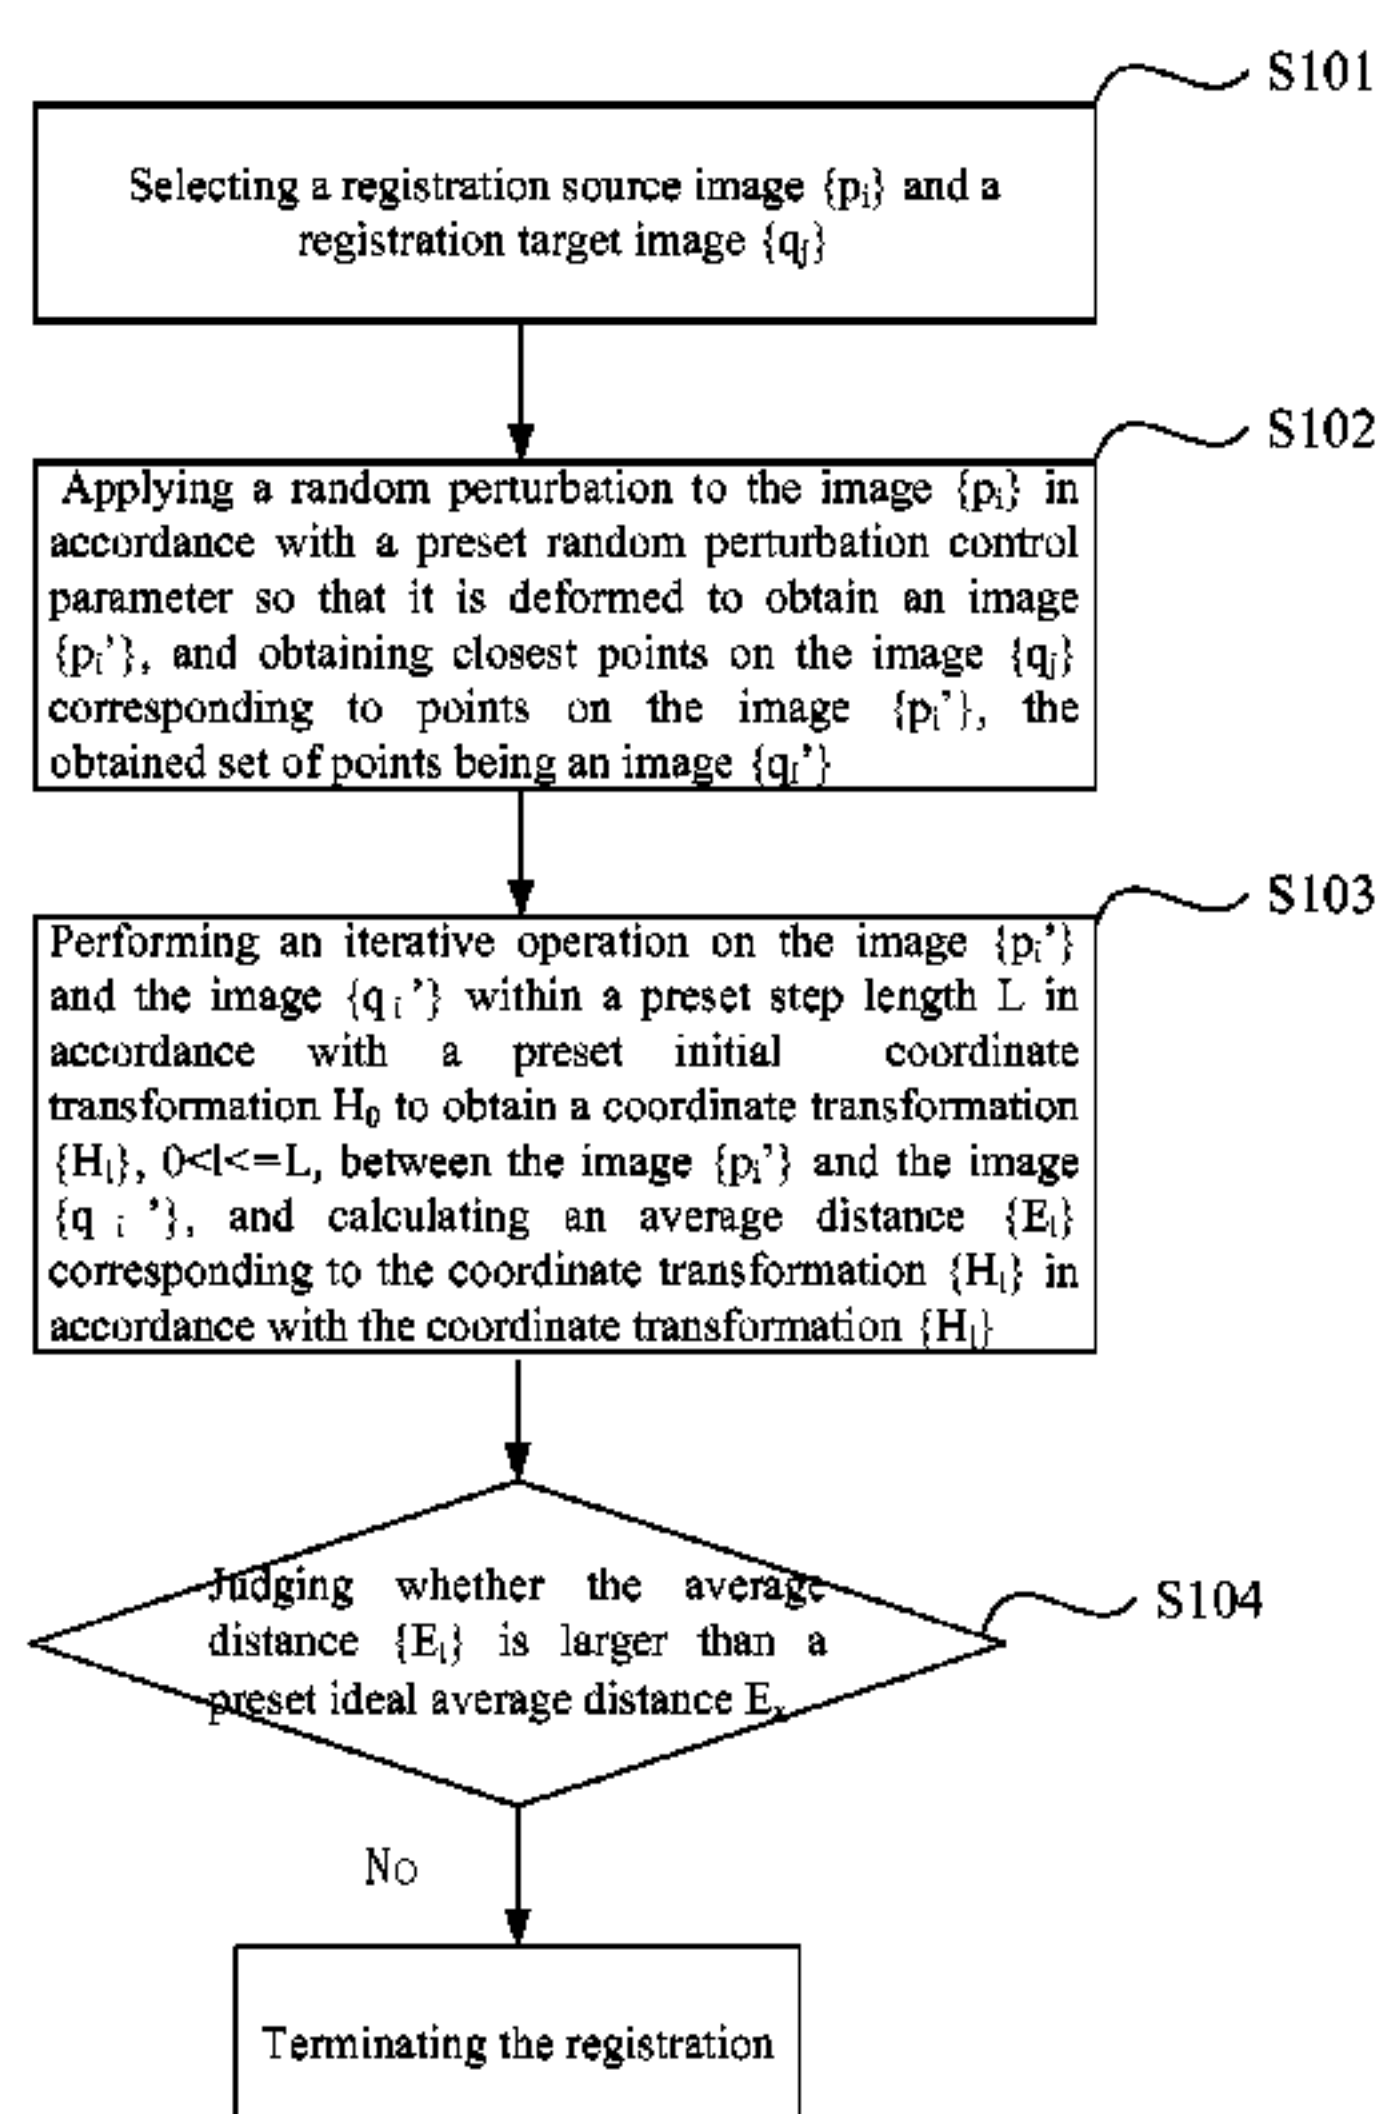 S101
Selecting a registration source image {pᵢ} and a
registration target image {qⱼ}
S102
Applying a random perturbation to the image {pᵢ} in
accordance with a preset random perturbation control
parameter so that it is deformed to obtain an image
{pᵢ’}, and obtaining closest points on the image {qⱼ}
corresponding to points on the image {pᵢ’}, the
obtained set of points being an image {qᵢ’}
S103
Performing an iterative operation on the image {pᵢ’}
and the image {qᵢ’} within a preset step length L in
accordance with a preset initial coordinate
transformation H₀ to obtain a coordinate transformation
{Hₗ}, 0<l<=L, between the image {pᵢ’} and the image
{q ᵢ ’}, and calculating an average distance {Eₗ}
corresponding to the coordinate transformation {Hₗ} in
accordance with the coordinate transformation {Hₗ}
Judging whether the average
S104
distance {Eₗ} is larger than a
preset ideal average distance Eₓ
No
Terminating the registration